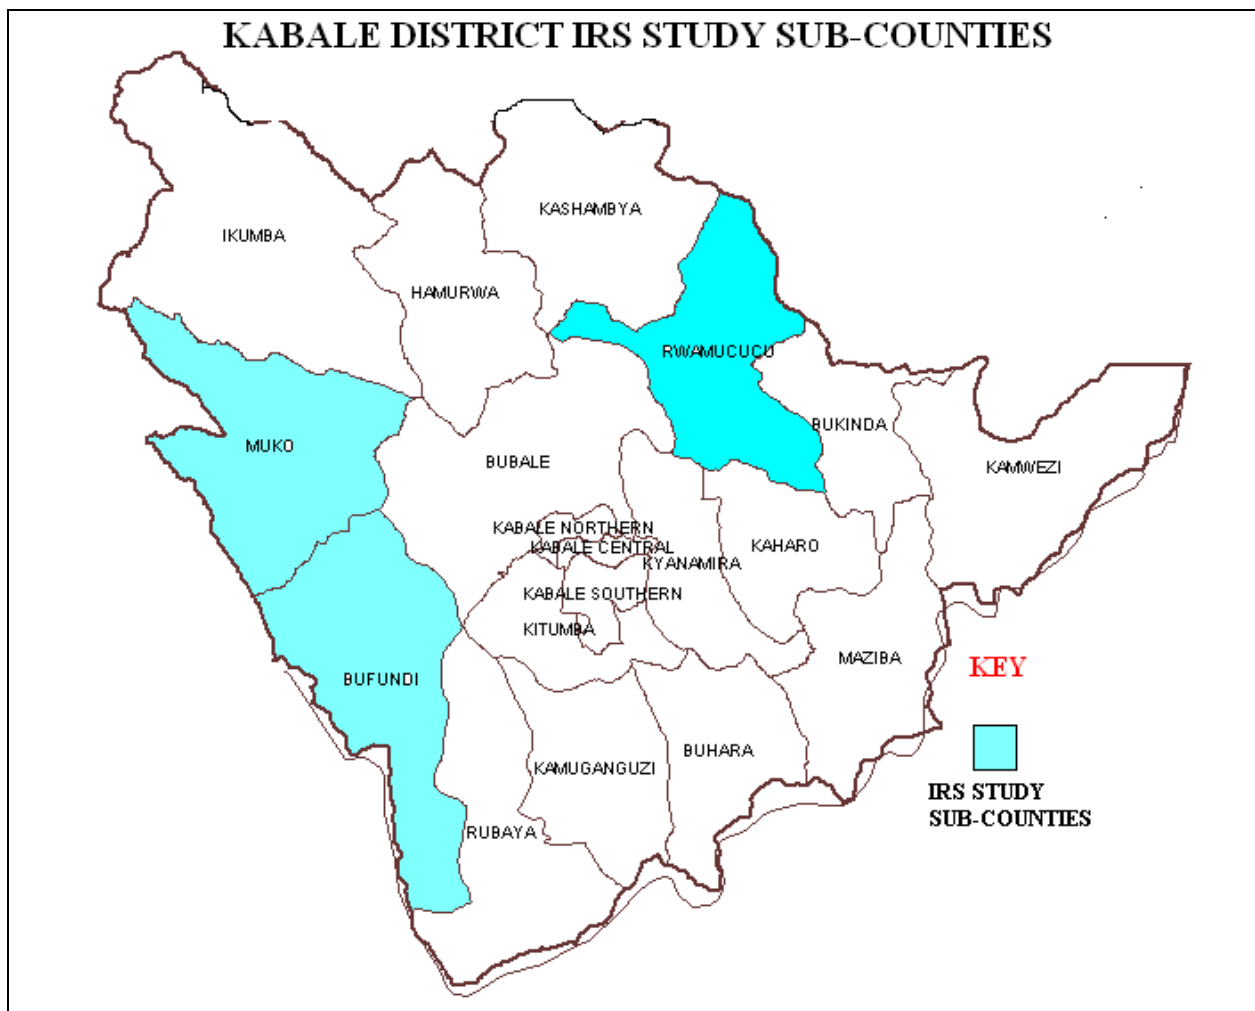 KABALE DISTRICT IRS STUDY SUB-COUNTIES
KASHAMBYA
IKUMBA
HAMURWA
RWAMUCUCU
BUKINDA
MUKO
BUBALE
KAMWEZI
KABALE NORTHERN
KABALE CENTRAL
KAHARO
KYANAMIRA
KABALE SOUTHERN
KITUMBA
MAZIBA
KEY
BUFUNDI
BUHARA
KAMUGANGUZI
IRS STUDY
SUB-COUNTIES
RUBAYA